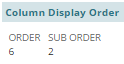 Column Display Order
ORDER SUB ORDER
6 2